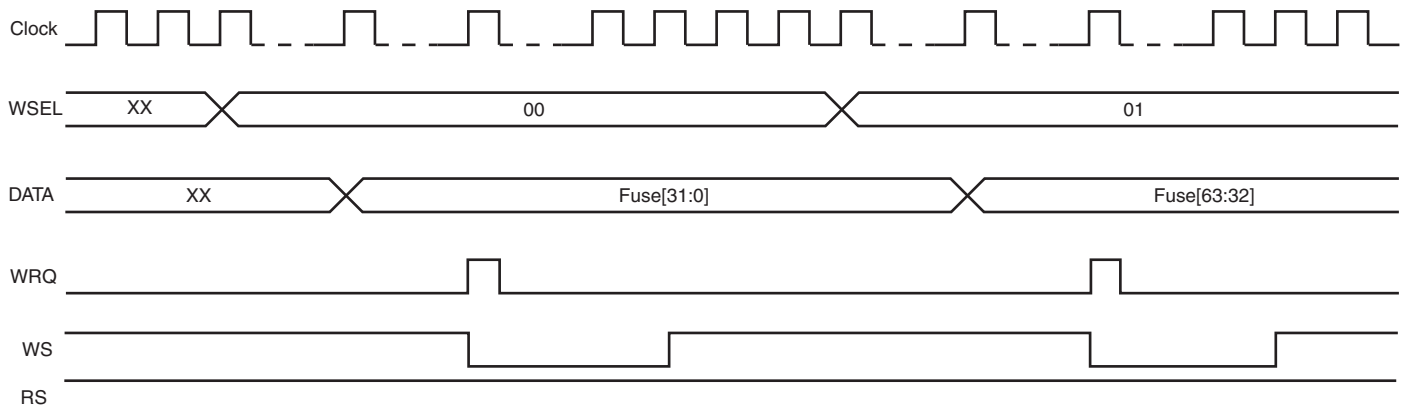 Clock
WSEL XX 00 01
DATA XX Fuse[31:0] Fuse[63:32]
WRQ
WS
RS